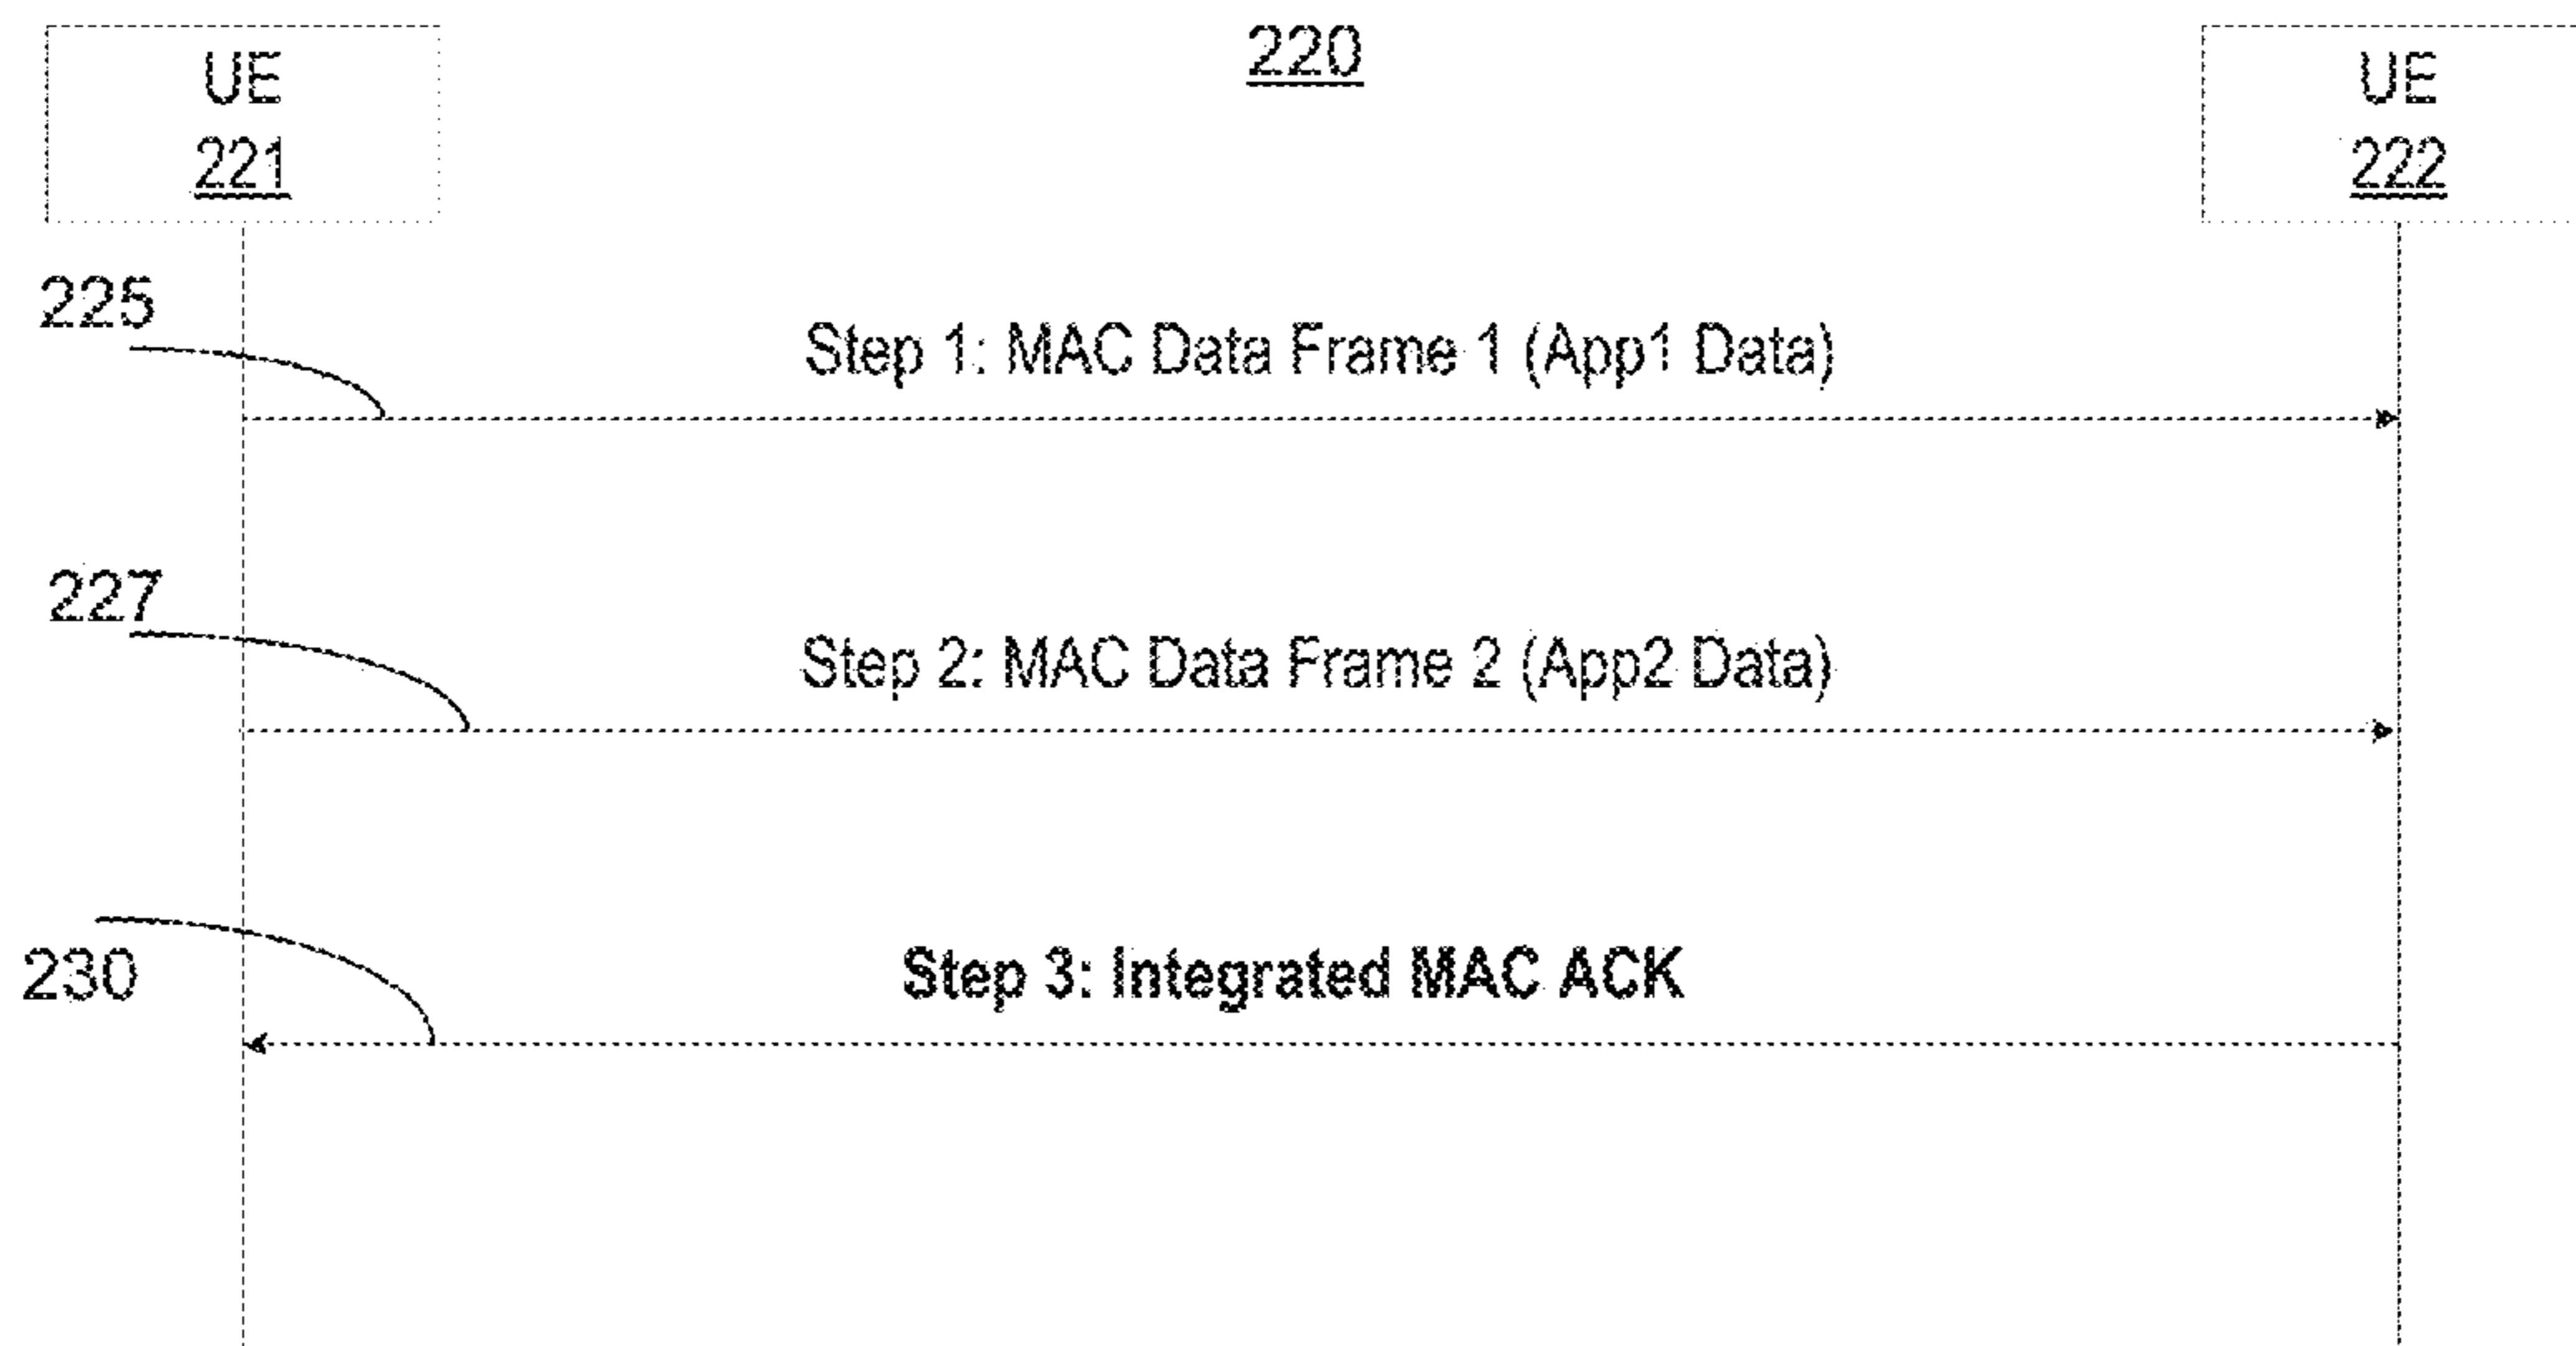 220
UE
221
UE
222
225
Step 1: MAC Data Frame 1 (App1 Data)
227
Step 2: MAC Data Frame 2 (App2 Data)
230
Step 3: Integrated MAC ACK